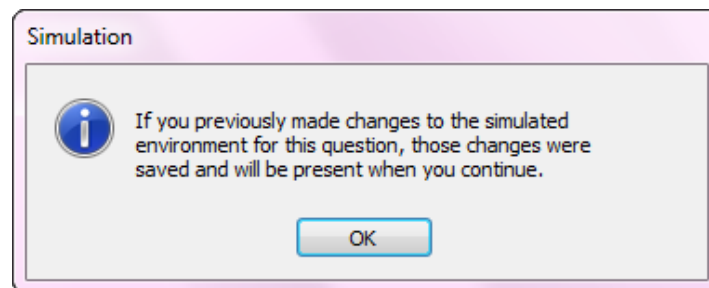 Simulation
If you previously made changes to the simulated
environment for this question, those changes were
saved and will be present when you continue.
OK